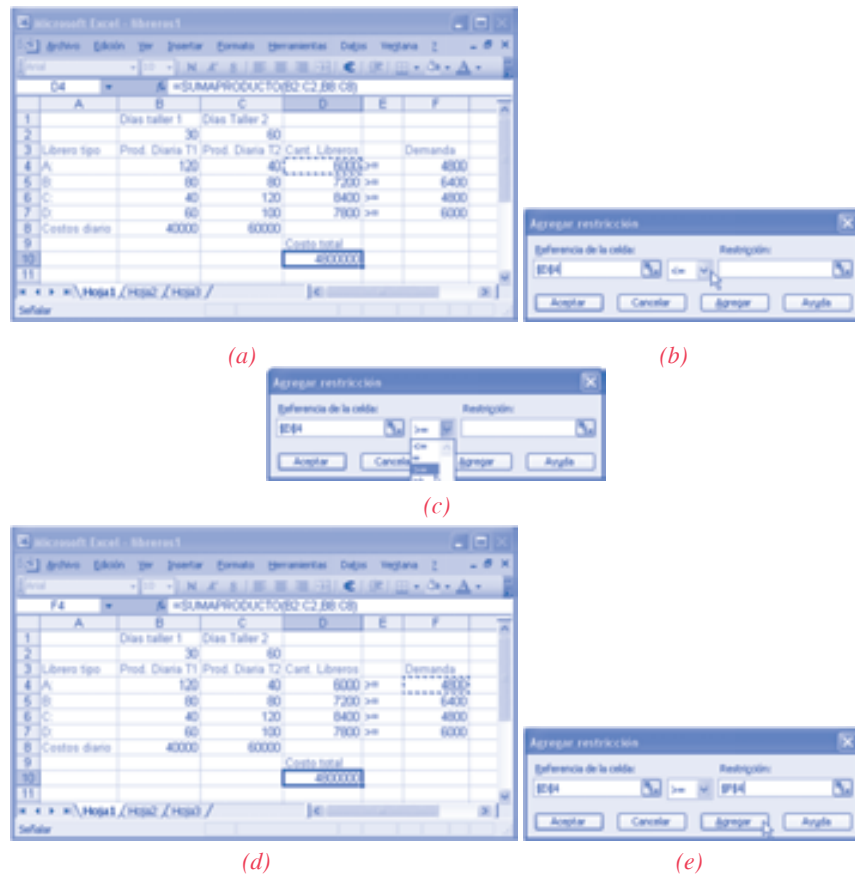 Microsoft Excel - libreros1
Archivo Edición Ver Insertar Formato Herramientas Datos Ventana ?
Arial 10 N K S
D4 fx =SUMAPRODUCTO(B2:C2,B8:C8)
A B C D E F
1 Días taller 1 Días Taller 2
2 30 60
3 Librero tipo Prod. Diaria T1 Prod. Diaria T2 Cant. Libreros Demanda
4 A: 120 40 6000 >= 4800
5 B: 80 80 7200 >= 6400
6 C: 40 120 8400 >= 4800
7 D: 60 100 7800 >= 6000
8 Costos diario 40000 60000
9 Costo total
10 4800000
11
Hoja1 / Hoja2 / Hoja3 /
Señalar
(a)
Agregar restricción
Referencia de la celda: Restricción:
$D$4 <=
Aceptar Cancelar Agregar Ayuda
(b)
Agregar restricción
Referencia de la celda: Restricción:
$D$4 >=
<=
=
>=
Aceptar Agregar Ayuda
(c)
Microsoft Excel - libreros1
Archivo Edición Ver Insertar Formato Herramientas Datos Ventana ?
Arial 10 N K S
F4 fx =SUMAPRODUCTO(B2:C2,B8:C8)
A B C D E F
1 Días taller 1 Días Taller 2
2 30 60
3 Librero tipo Prod. Diaria T1 Prod. Diaria T2 Cant. Libreros Demanda
4 A: 120 40 6000 >= 4800
5 B: 80 80 7200 >= 6400
6 C: 40 120 8400 >= 4800
7 D: 60 100 7800 >= 6000
8 Costos diario 40000 60000
9 Costo total
10 4800000
11
Hoja1 / Hoja2 / Hoja3 /
Señalar
(d)
Agregar restricción
Referencia de la celda: Restricción:
$D$4 >= $F$4
Aceptar Cancelar Agregar Ayuda
(e)